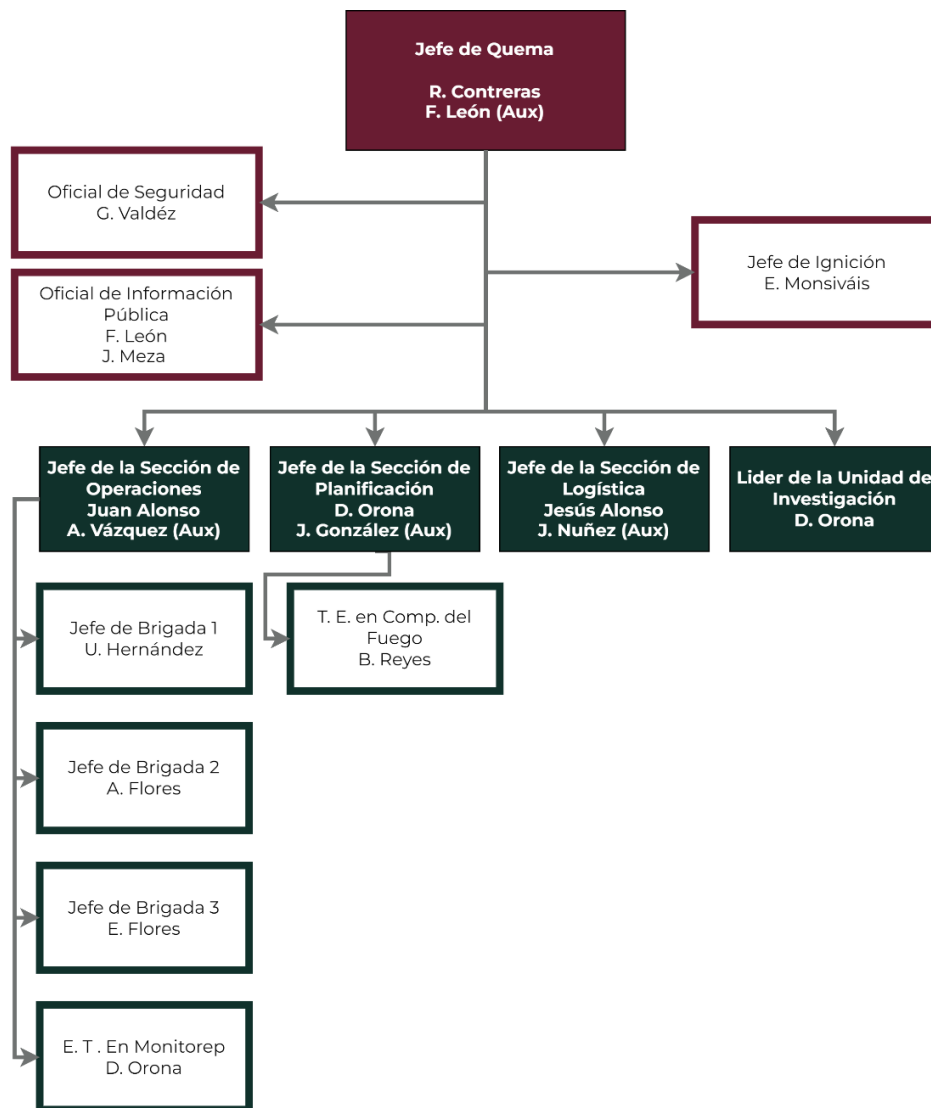 Jefe de Quema
R. Contreras
F. León (Aux)
Oficial de Seguridad
G. Valdéz
Jefe de Ignición
E. Monsiváis
Oficial de Información
Pública
F. León
J. Meza
Jefe de la Sección de
Operaciones
Juan Alonso
A. Vázquez (Aux)
Jefe de la Sección de
Planificación
D. Orona
J. González (Aux)
Jefe de la Sección de
Logística
Jesús Alonso
J. Nuñez (Aux)
Lider de la Unidad de
Investigación
D. Orona
Jefe de Brigada 1
U. Hernández
T. E. en Comp. del
Fuego
B. Reyes
Jefe de Brigada 2
A. Flores
Jefe de Brigada 3
E. Flores
E. T . En Monitorep
D. Orona